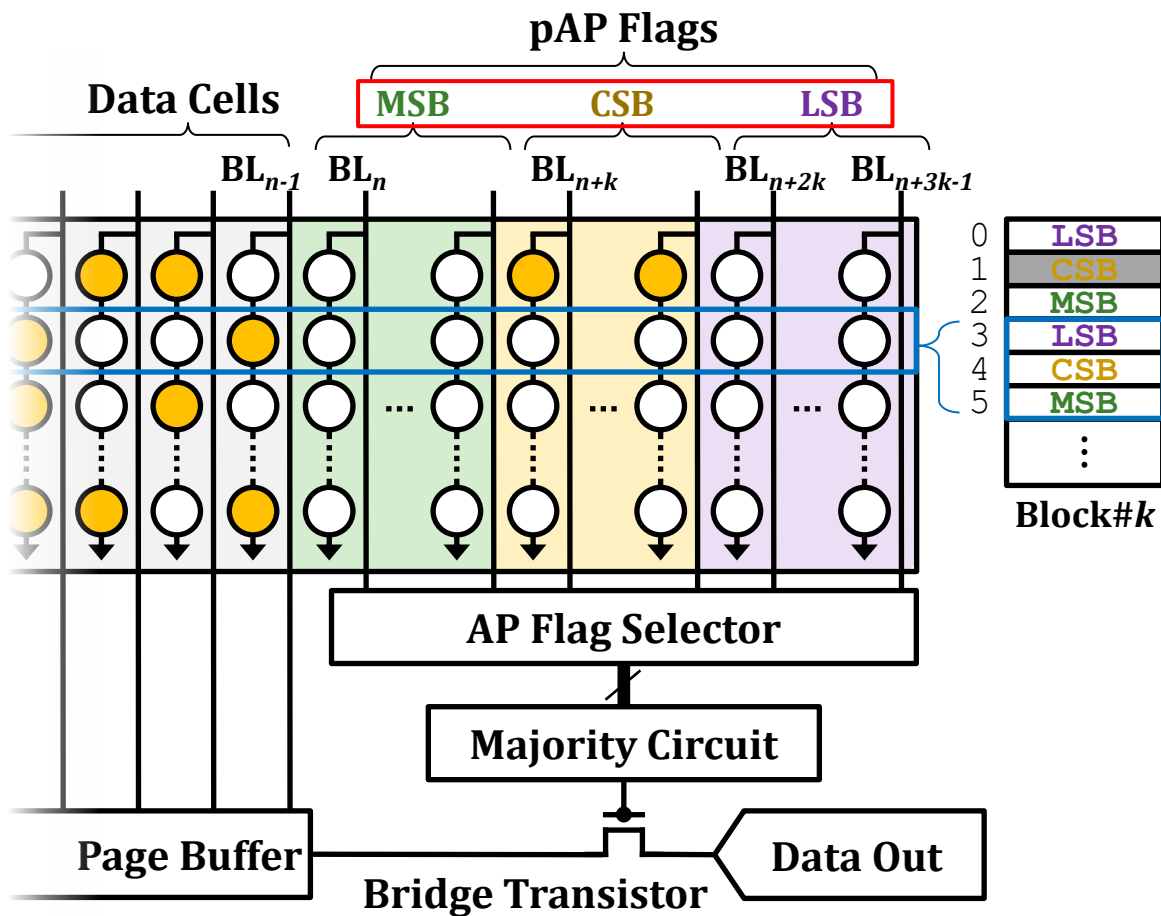 pAP Flags
Data Cells
MSB CSB LSB
BLn-1 BLn BLn+k BLn+2k BLn+3k-1
0 LSB
1 CSB
2 MSB
3 LSB
4 CSB
5 MSB
... ... ...
⋮
Block#k
AP Flag Selector
Majority Circuit
Page Buffer
Data Out
Bridge Transistor